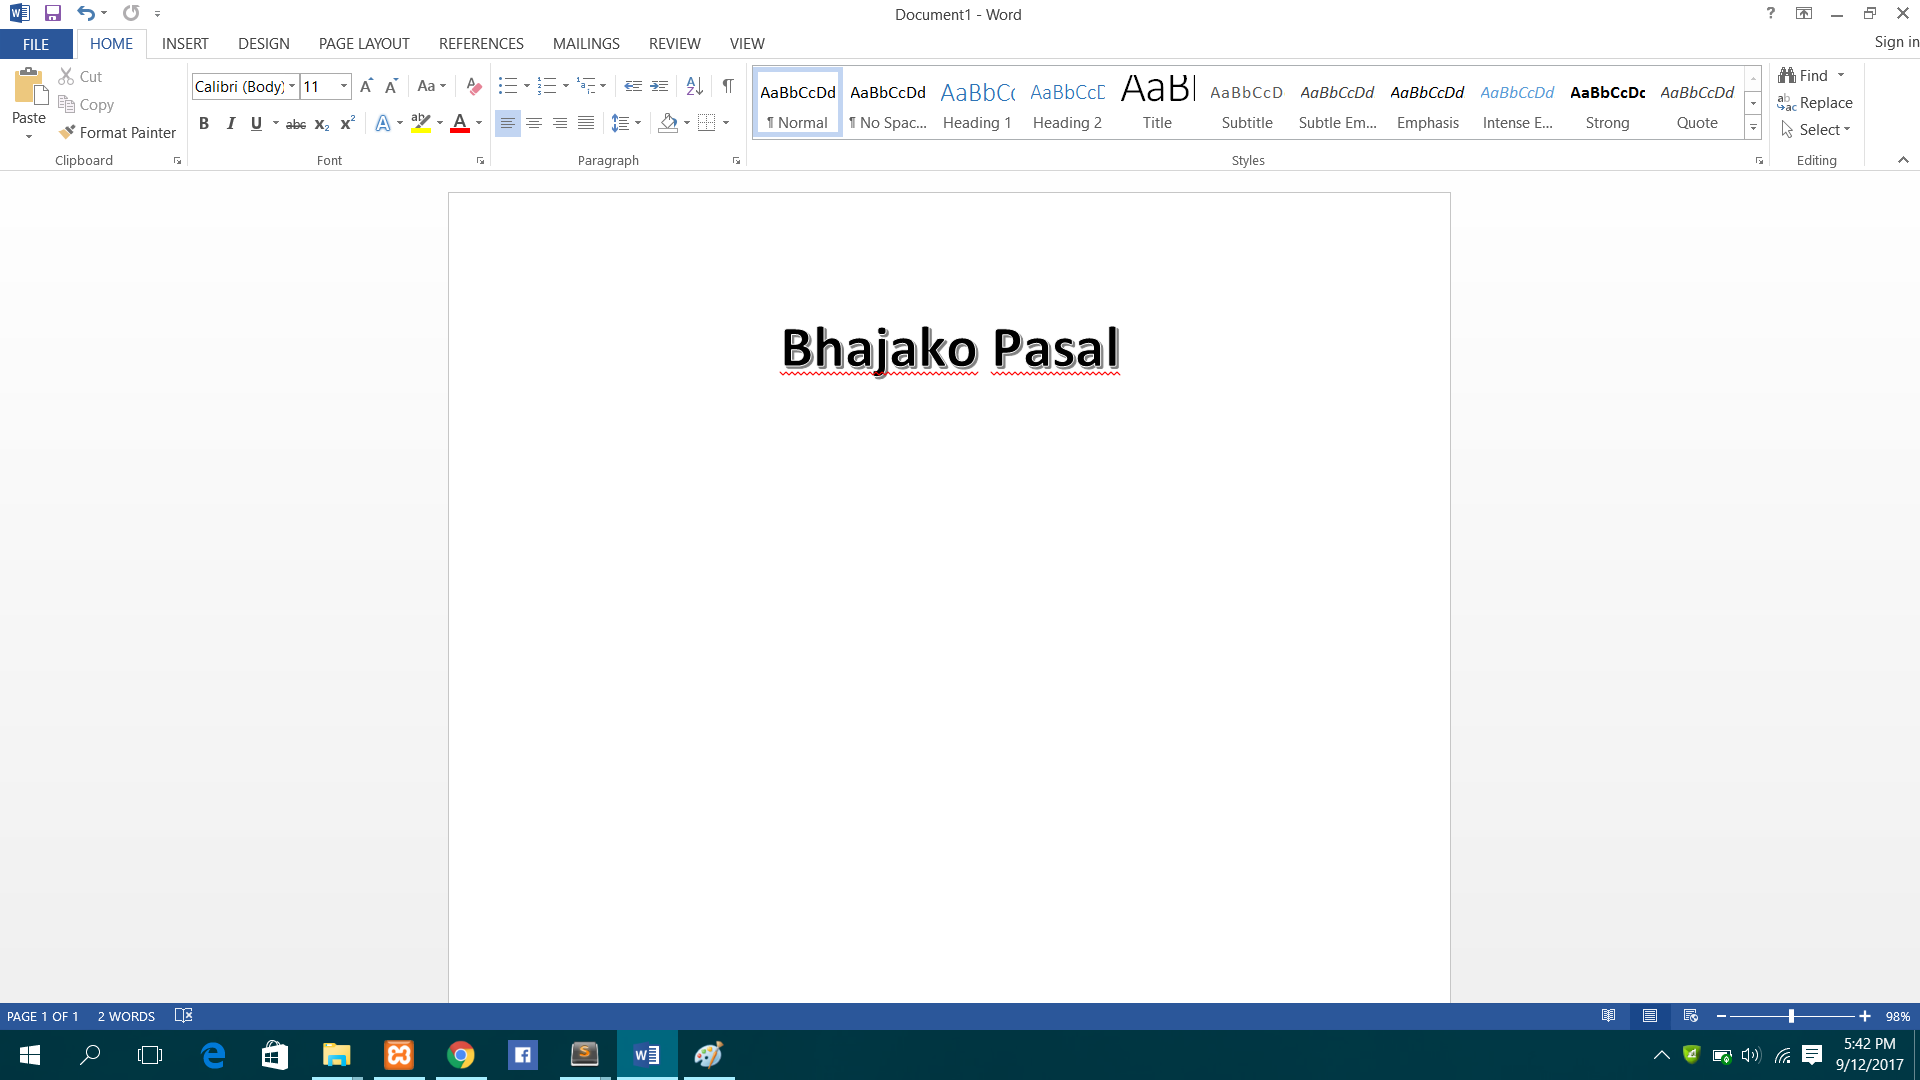 Document1 - Word
FILE HOME INSERT DESIGN PAGE LAYOUT REFERENCES MAILINGS REVIEW VIEW Sign in
Paste
Cut
Copy
Format Painter
Clipboard
Calibri (Body) 11 Aa
B I U abc x₂ x² A ab A
Font
Paragraph
AaBbCcDd AaBbCcDd AaBbCc AaBbCcD AaBl AaBbCcD AaBbCcDd AaBbCcDd AaBbCcDd AaBbCcDc AaBbCcDd
¶ Normal ¶ No Spac... Heading 1 Heading 2 Title Subtitle Subtle Em... Emphasis Intense E... Strong Quote
Styles
Find
Replace
Select
Editing
Bhajako Pasal
PAGE 1 OF 1 2 WORDS 98%
5:42 PM
9/12/2017